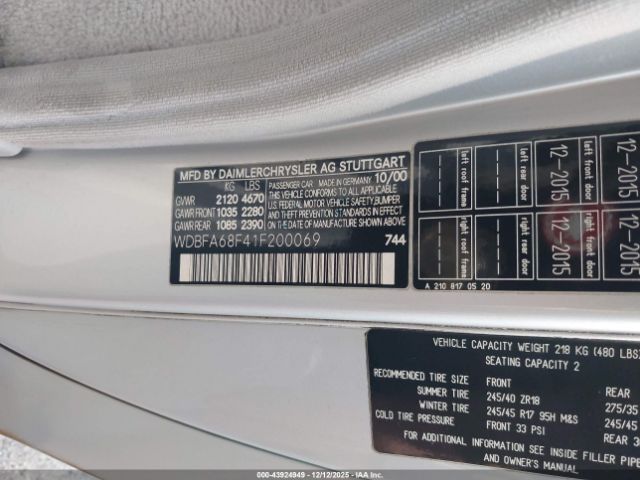 MFD BY DAIMLERCHRYSLER AG STUTTGART
KG LBS
GVWR 2120 4670
GAWR FRONT 1035 2280
GAWR REAR 1085 2390
PASSENGER CAR MADE IN GERMANY 10/00
THIS VEHICLE CONFORMS TO ALL APPLICABLE
U.S. FEDERAL MOTOR VEHICLE SAFETY, BUMPER
AND THEFT PREVENTION STANDARDS
IN EFFECT ON THE DATE OF
MANUFACTURE SHOWN ABOVE
WDBFA68F41F200069 744
left roof
left rear door
12-2015
left front door
12-2015
right roof
right rear door
12-2015
right front door
12-2015
A 210 817 05 20
VEHICLE CAPACITY WEIGHT 218 KG (480 LBS)
SEATING CAPACITY 2
RECOMMENDED TIRE SIZE FRONT REAR
SUMMER TIRE 245/40 ZR18 275/35
WINTER TIRE 245/45 R17 95H M&S 245/45
COLD TIRE PRESSURE FRONT 33 PSI REAR
FOR ADDITIONAL INFORMATION SEE INSIDE FILLER PIPE
AND OWNER'S MANUAL
000-43924949 12/12/2025 - IAA Inc.